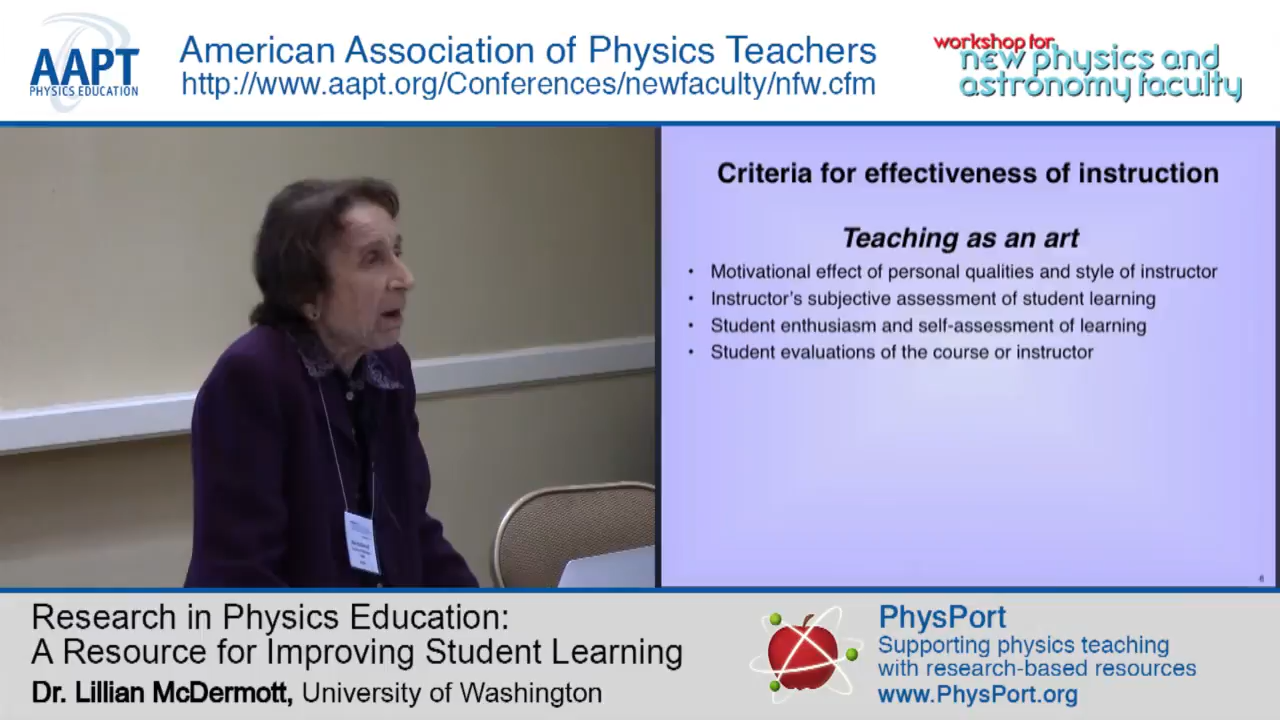 AAPT
PHYSICS EDUCATION
American Association of Physics Teachers
http://www.aapt.org/Conferences/newfaculty/nfw.cfm
workshop for
new physics and
astronomy faculty
Criteria for effectiveness of instruction
Teaching as an art
• Motivational effect of personal qualities and style of instructor
• Instructor's subjective assessment of student learning
• Student enthusiasm and self-assessment of learning
• Student evaluations of the course or instructor
6
Research in Physics Education:
A Resource for Improving Student Learning
Dr. Lillian McDermott, University of Washington
PhysPort
Supporting physics teaching
with research-based resources
www.PhysPort.org